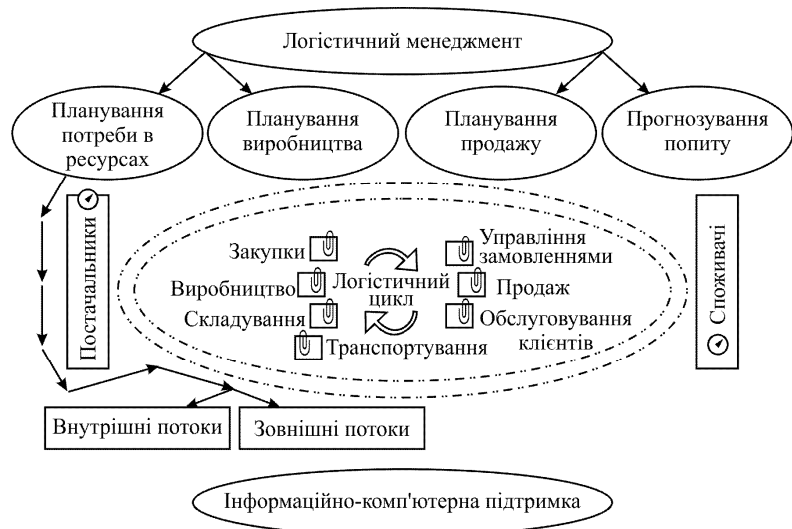 Логістичний менеджмент
Планування
потреби в
ресурсах
Планування
виробництва
Планування
продажу
Прогнозування
попиту
Постачальники
Закупки
Виробництво
Складування
Транспортування
Логістичний
цикл
Управління
замовленнями
Продаж
Обслуговування
клієнтів
Споживачі
Внутрішні потоки
Зовнішні потоки
Інформаційно-комп'ютерна підтримка